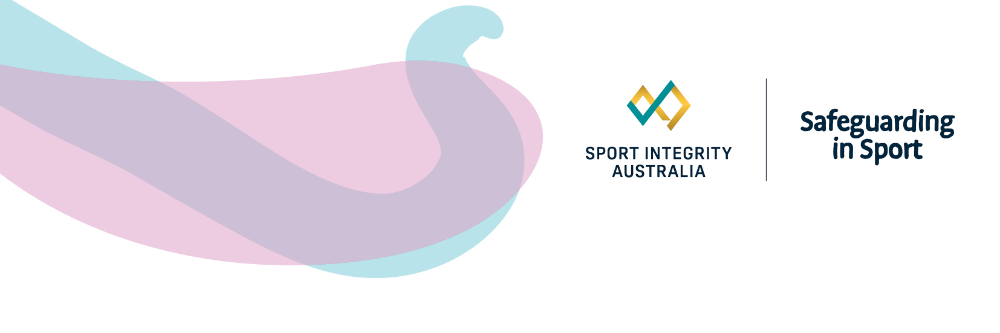 SPORT INTEGRITY
AUSTRALIA
Safeguarding
in Sport